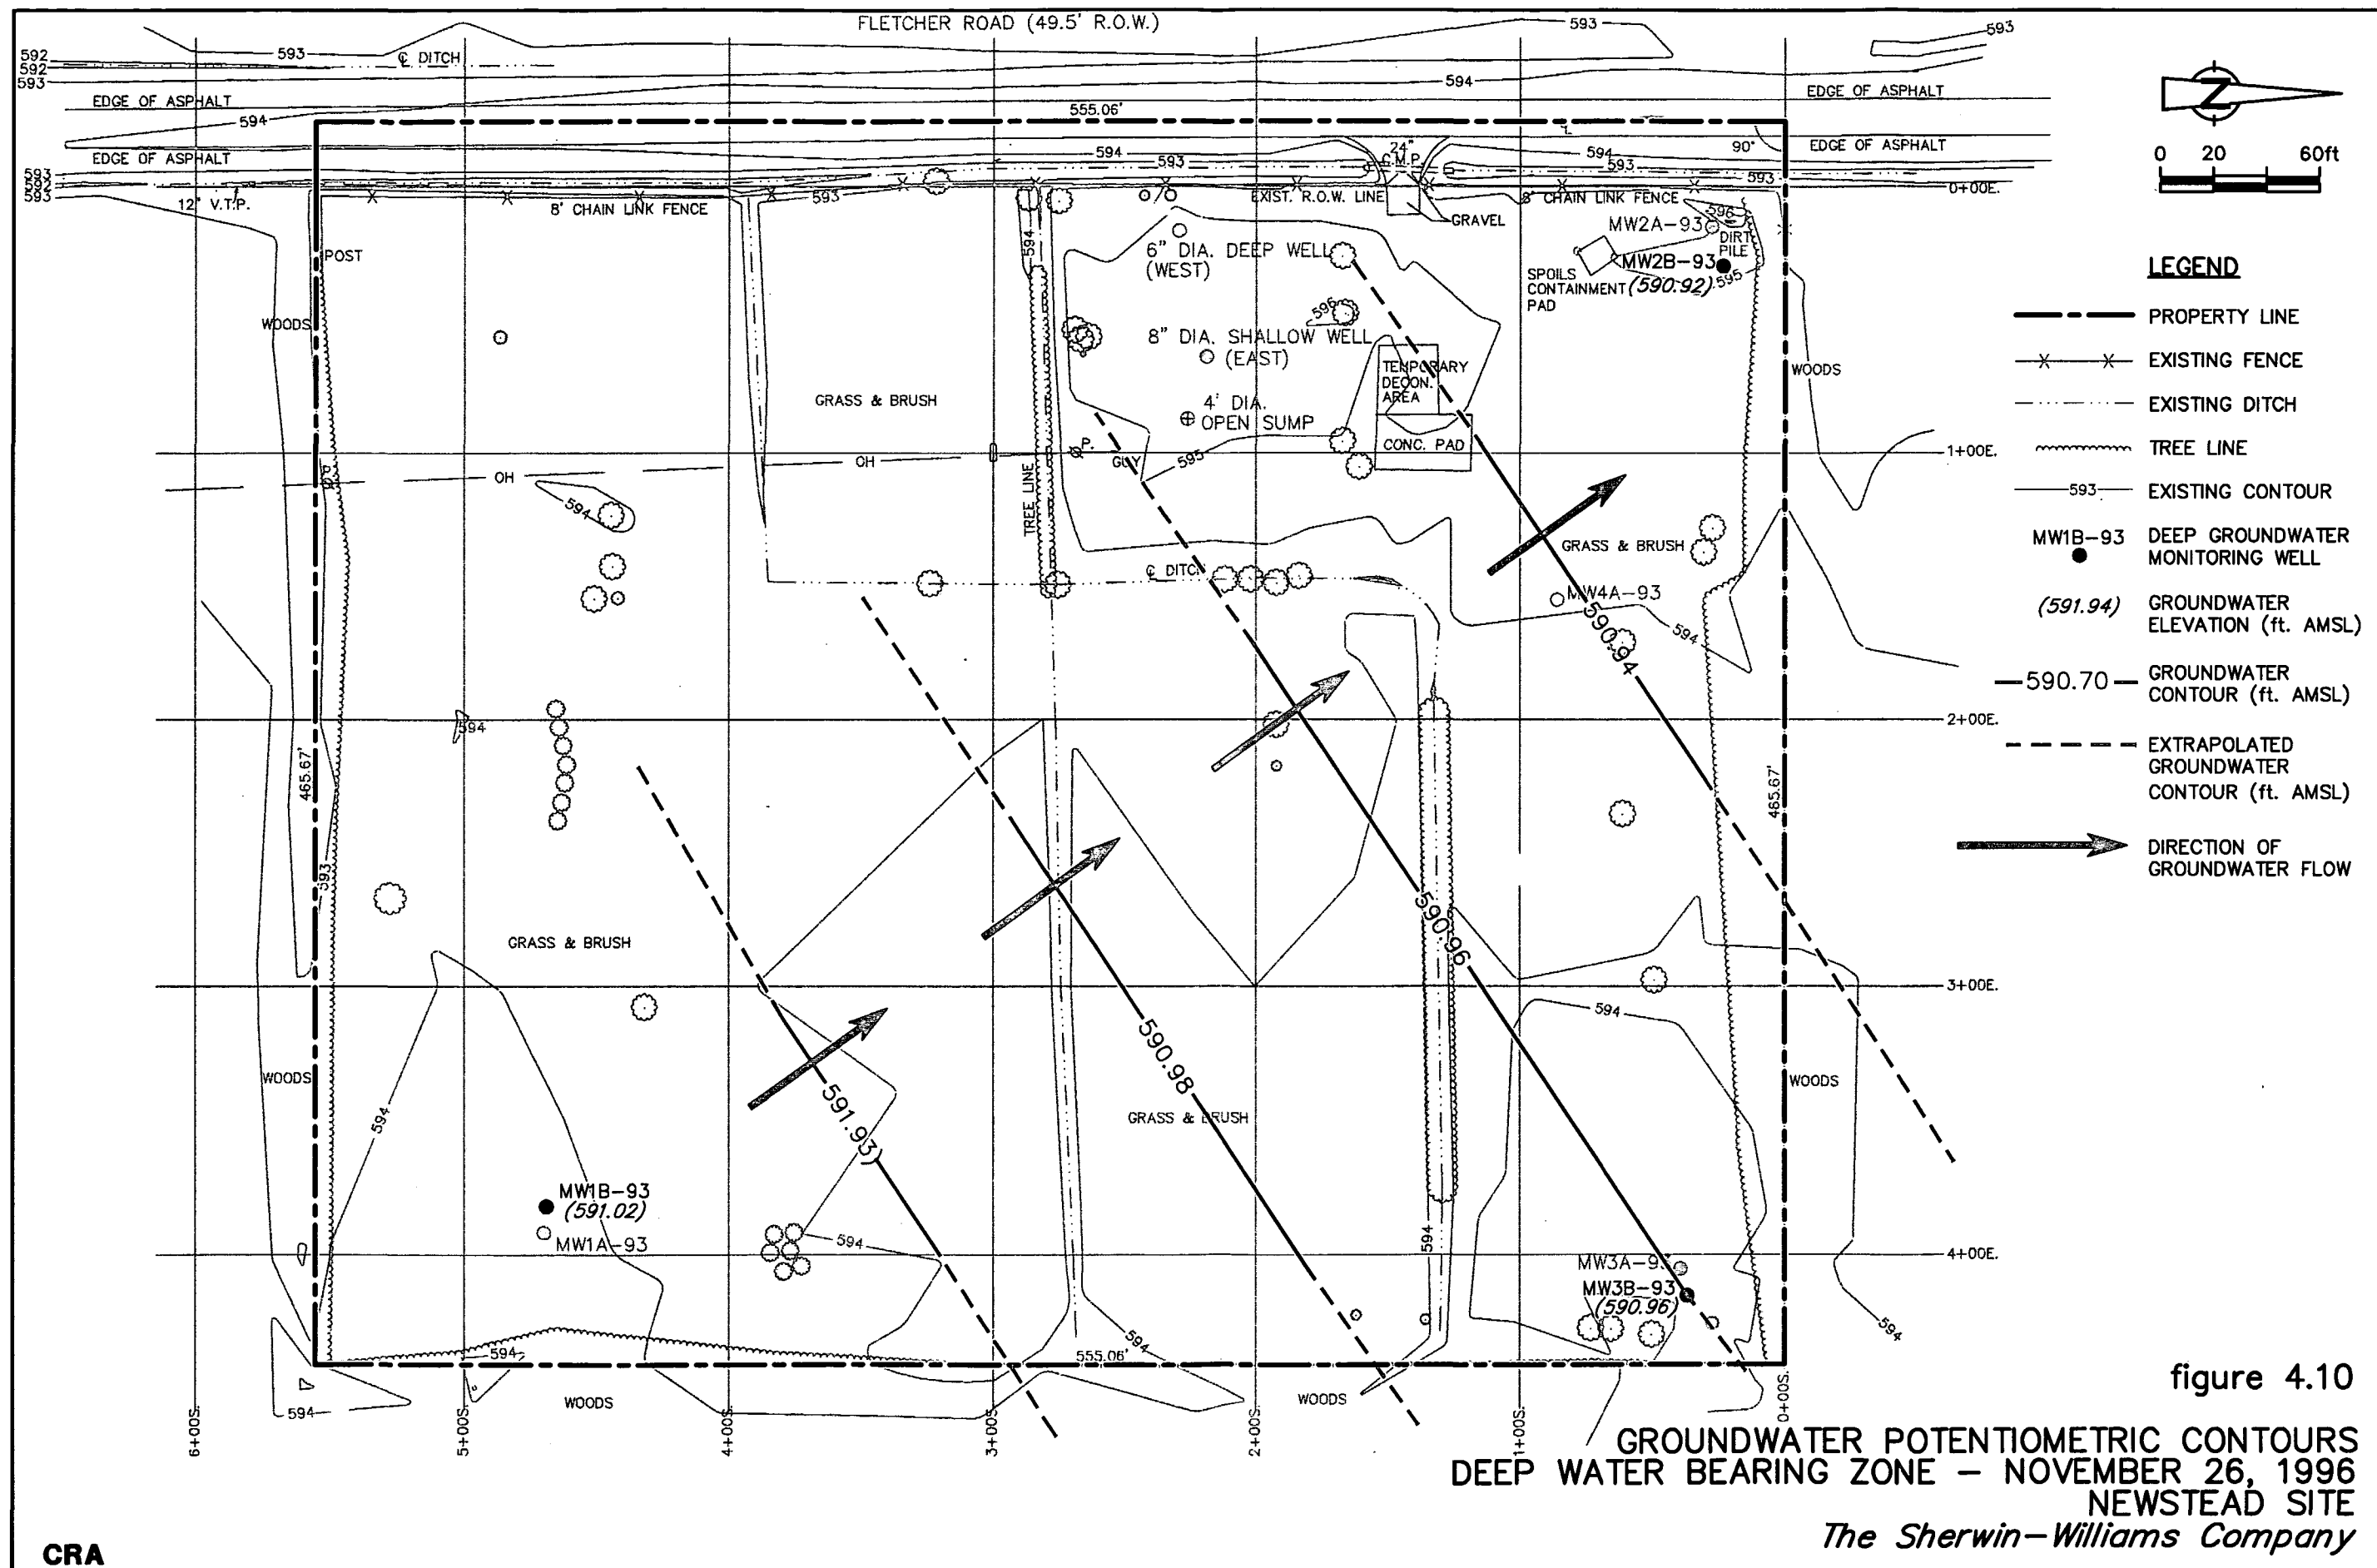 FLETCHER ROAD (49.5' R.O.W.)
593
593
592
592
593
593
℄ DITCH
594
EDGE OF ASPHALT
EDGE OF ASPHALT
594
555.06'
EDGE OF ASPHALT
90°
EDGE OF ASPHALT
594
593
24"
C.M.P.
594
593
593
593
592
593
12" V.T.P.
8' CHAIN LINK FENCE
593
EXIST. R.O.W. LINE
GRAVEL
8' CHAIN LINK FENCE
0+00E.
POST
594
6" DIA. DEEP WELL
(WEST)
MW2A-93
596
DIRT
PILE
MW2B-93
(590.92)
595
SPOILS
CONTAINMENT
PAD
WOODS
596
8" DIA. SHALLOW WELL
(EAST)
TEMPORARY
DECON.
AREA
WOODS
GRASS & BRUSH
4' DIA.
OPEN SUMP
CONC. PAD
P.
GUY
595
1+00E.
P.
OH
OH
TREE LINE
594
GRASS & BRUSH
℄ DITCH
MW4A-93
590.94
594
594
2+00E.
465.67'
465.67'
593
590.96
GRASS & BRUSH
3+00E.
594
590.98
WOODS
WOODS
591.93)
594
GRASS & BRUSH
MW1B-93
(591.02)
MW1A-93
594
594
4+00E.
MW3A-9
MW3B-93
(590.96)
594
594
594
555.06'
594
WOODS
WOODS
6+00S.
5+00S.
4+00S.
3+00S.
2+00S.
1+00S.
0+00S.
Z
0 20 60ft
LEGEND
PROPERTY LINE
EXISTING FENCE
EXISTING DITCH
TREE LINE
593 EXISTING CONTOUR
MW1B-93 DEEP GROUNDWATER
MONITORING WELL
(591.94) GROUNDWATER
ELEVATION (ft. AMSL)
590.70 GROUNDWATER
CONTOUR (ft. AMSL)
EXTRAPOLATED
GROUNDWATER
CONTOUR (ft. AMSL)
DIRECTION OF
GROUNDWATER FLOW
figure 4.10
GROUNDWATER POTENTIOMETRIC CONTOURS
DEEP WATER BEARING ZONE - NOVEMBER 26, 1996
NEWSTEAD SITE
The Sherwin-Williams Company
CRA